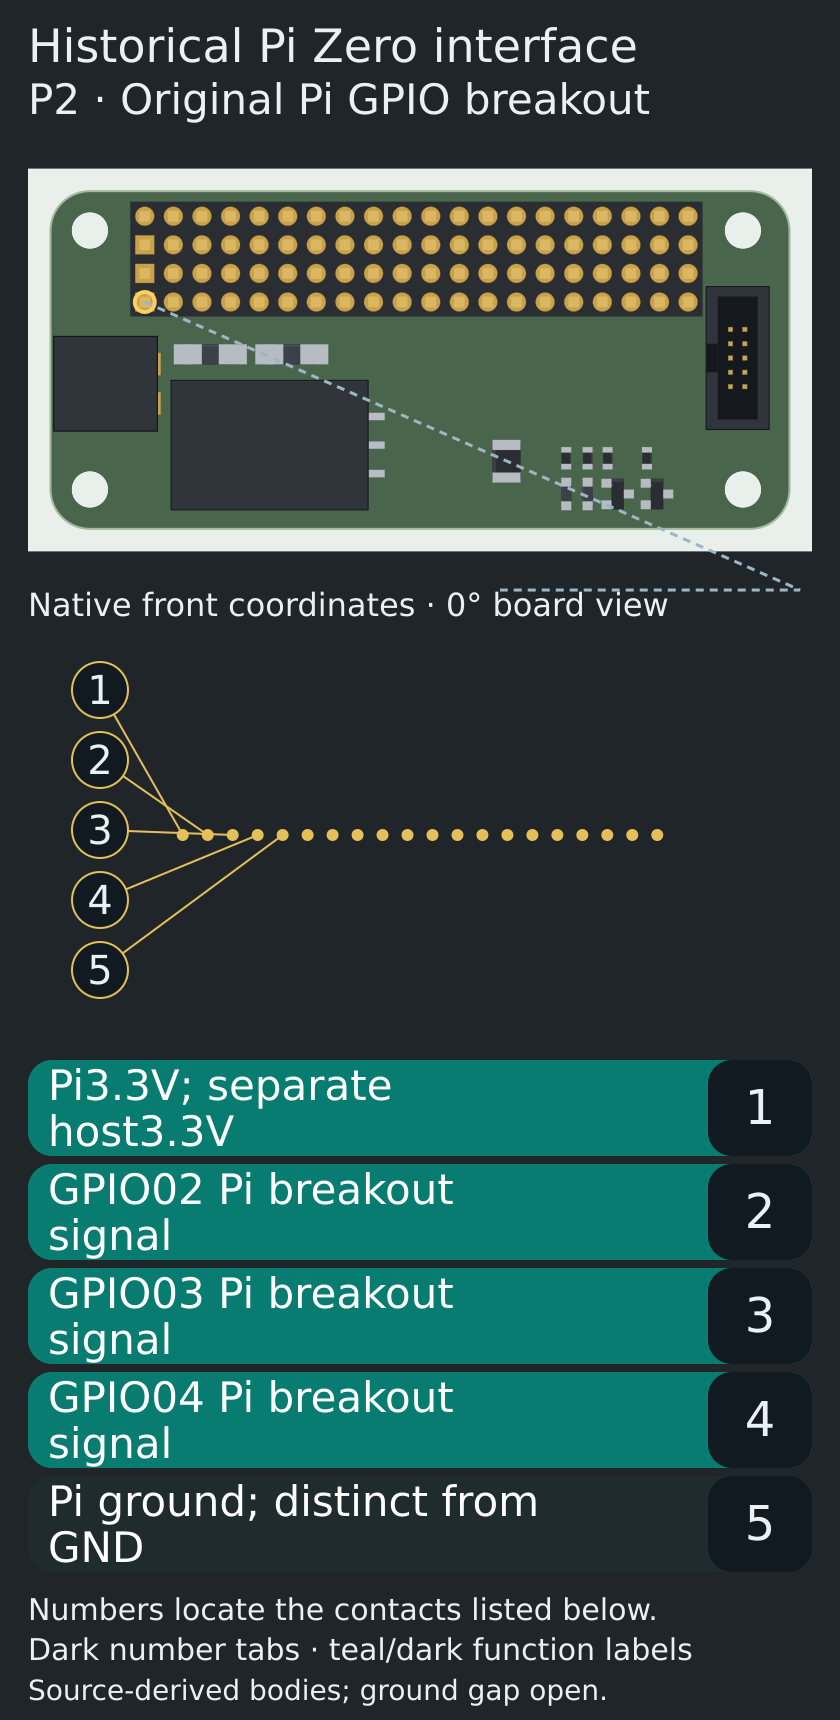 Historical Pi Zero interface
P2 · Original Pi GPIO breakout
Native front coordinates · 0° board view
1
2
3
4
5
Pi3.3V; separate
host3.3V
1
GPIO02 Pi breakout
signal
2
GPIO03 Pi breakout
signal
3
GPIO04 Pi breakout
signal
4
Pi ground; distinct from
GND
5
Numbers locate the contacts listed below.
Dark number tabs · teal/dark function labels
Source-derived bodies; ground gap open.